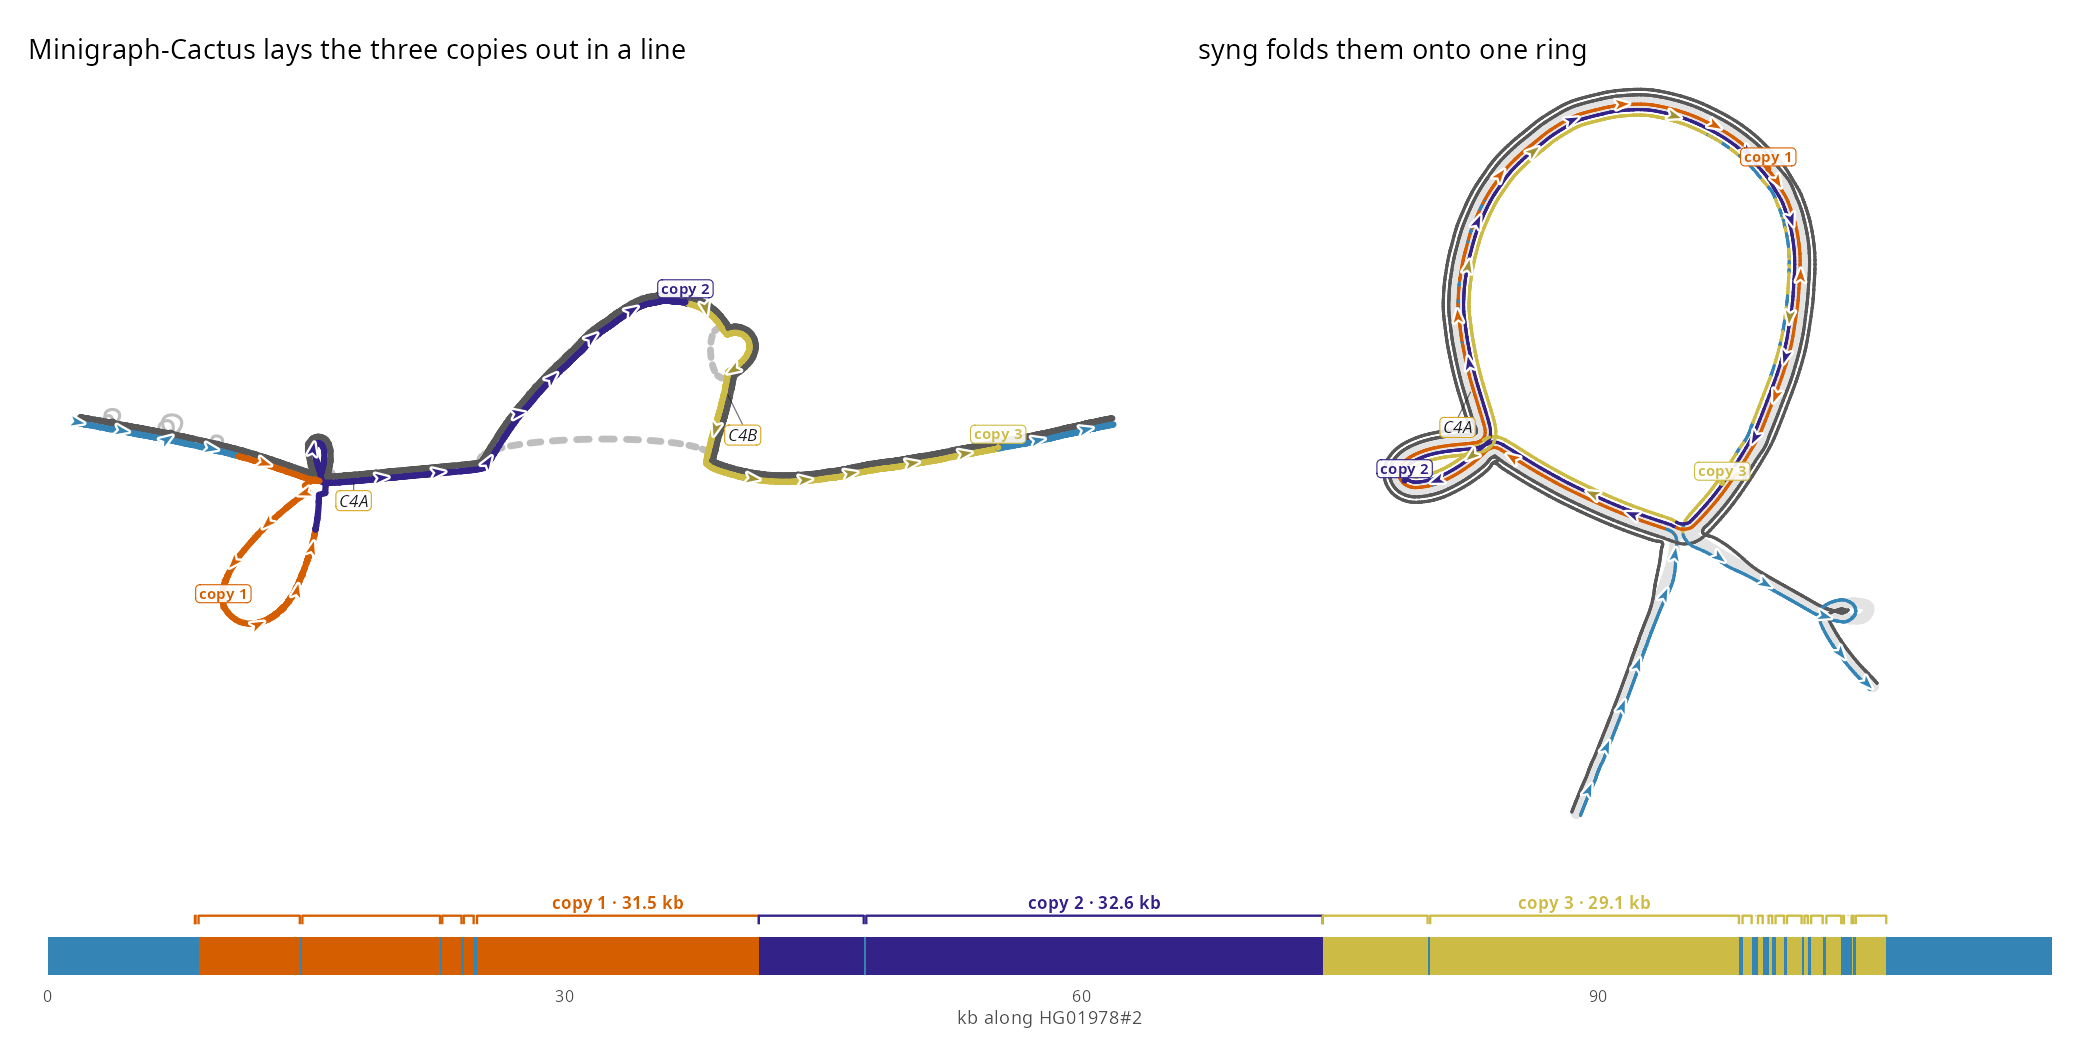 Minigraph-Cactus lays the three copies out in a line
syng folds them onto one ring
copy 1
copy 2
C4A
C4B
copy 3
copy 1
C4A
copy 2
copy 3
copy 1 · 31.5 kb
copy 2 · 32.6 kb
copy 3 · 29.1 kb
0
30
60
90
kb along HG01978#2